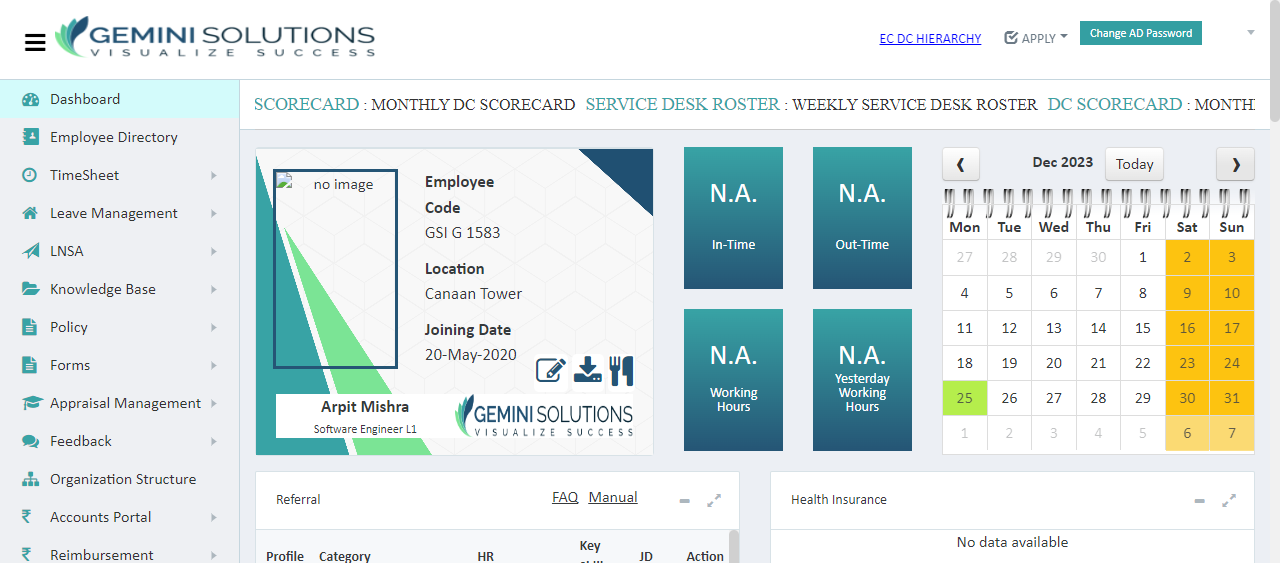 GEMINI SOLUTIONS
VISUALIZE SUCCESS
EC DC HIERARCHY
APPLY
Change AD Password
Dashboard
Employee Directory
TimeSheet
Leave Management
LNSA
Knowledge Base
Policy
Forms
Appraisal Management
Feedback
Organization Structure
Accounts Portal
Reimbursement
SCORECARD : MONTHLY DC SCORECARD SERVICE DESK ROSTER : WEEKLY SERVICE DESK ROSTER DC SCORECARD : MONTH
no image
Employee
Code
GSI G 1583
Location
Canaan Tower
Joining Date
20-May-2020
Arpit Mishra
Software Engineer L1
GEMINI SOLUTIONS
VISUALIZE SUCCESS
N.A.
In-Time
N.A.
Out-Time
N.A.
Working
Hours
N.A.
Yesterday
Working
Hours
Dec 2023
Today
Mon Tue Wed Thu Fri Sat Sun
27 28 29 30 1 2 3
4 5 6 7 8 9 10
11 12 13 14 15 16 17
18 19 20 21 22 23 24
25 26 27 28 29 30 31
1 2 3 4 5 6 7
Referral
FAQ Manual
Profile Category HR Key JD Action
Health Insurance
No data available